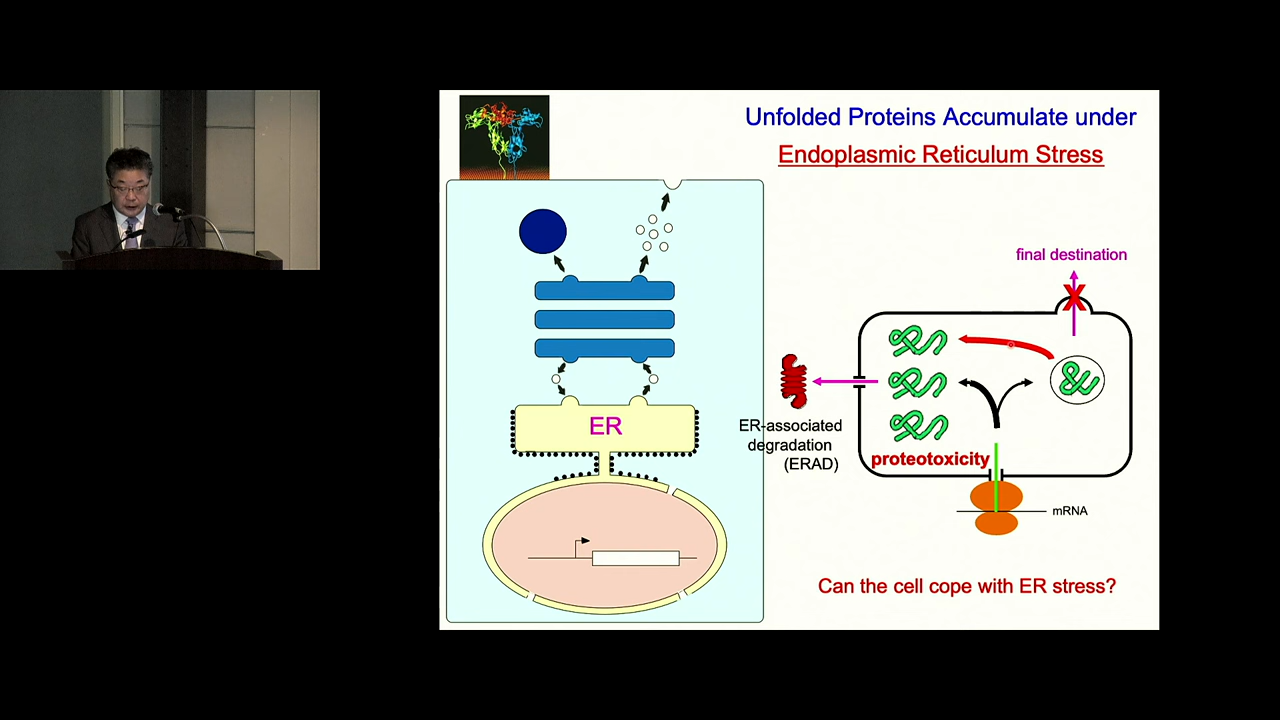 Unfolded Proteins Accumulate under
Endoplasmic Reticulum Stress
final destination
ER
ER-associated
degradation
(ERAD)
proteotoxicity
mRNA
Can the cell cope with ER stress?